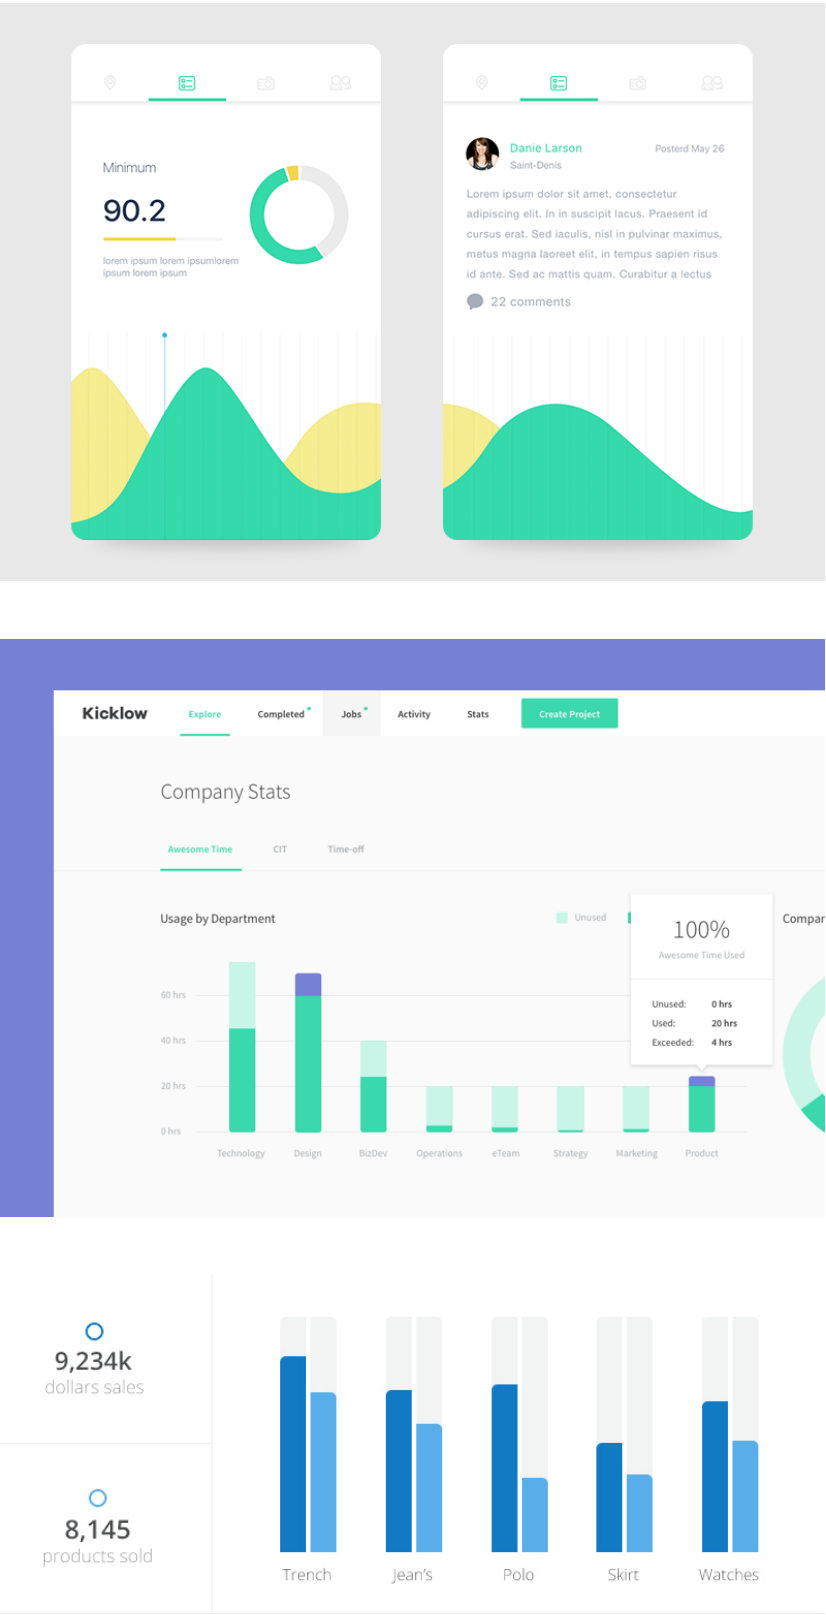 Minimum
90.2
lorem ipsum lorem ipsumlorem
ipsum lorem ipsum
Danie Larson
Posterd May 26
Saint-Denis
Lorem ipsum dolor sit amet, consectetur
adipiscing elit. In in suscipit lacus. Praesent id
cursus erat. Sed iaculis, nisl in pulvinar maximus,
metus magna laoreet elit, in tempus sapien risus
id ante. Sed ac mattis quam. Curabitur a lectus
22 comments
Kicklow Explore Completed Jobs Activity Stats Create Project
Company Stats
Awesome Time CIT Time-off
Usage by Department
Unused
100%
Awesome Time Used
Unused: 0 hrs
Used: 20 hrs
Exceeded: 4 hrs
Compar
60 hrs
40 hrs
20 hrs
0 hrs
Technology Design BizDev Operations eTeam Strategy Marketing Product
9,234k
dollars sales
8,145
products sold
Trench Jean's Polo Skirt Watches